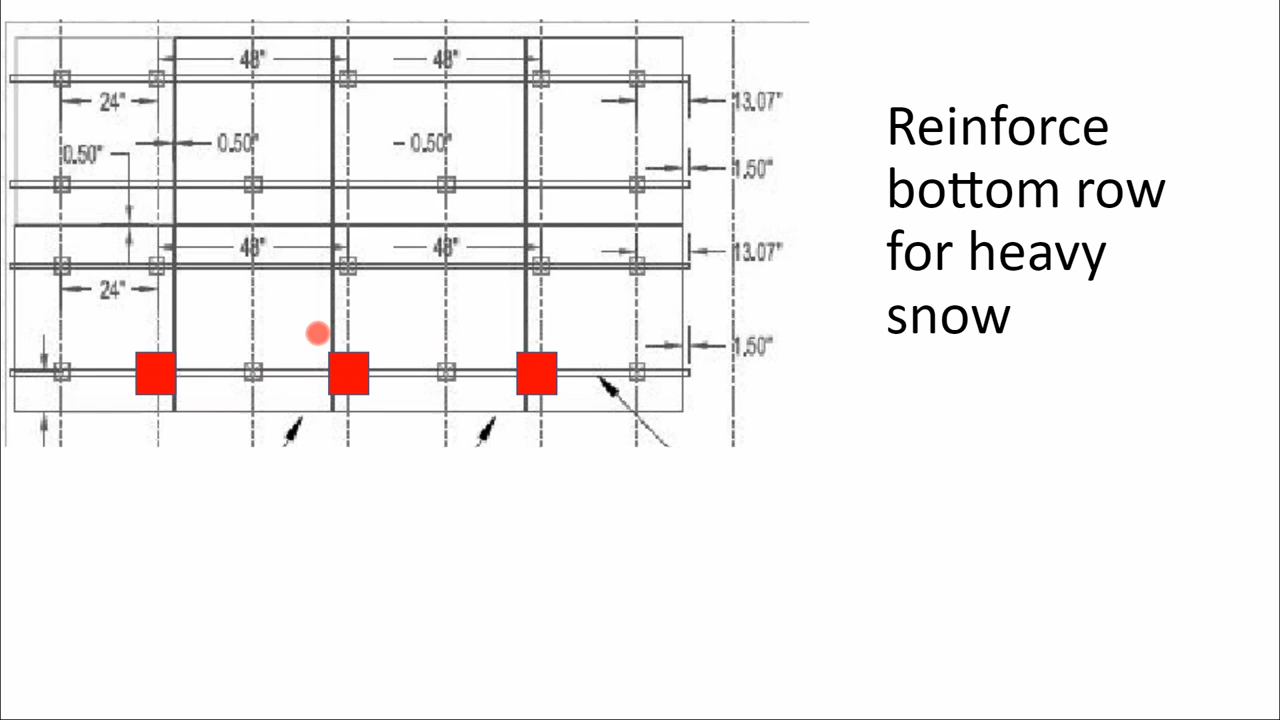 48" 48"
24" 13.07"
0.50" 0.50"
0.50"
1.50"
48" 48" 13.07"
24"
1.50"
Reinforce
bottom row
for heavy
snow